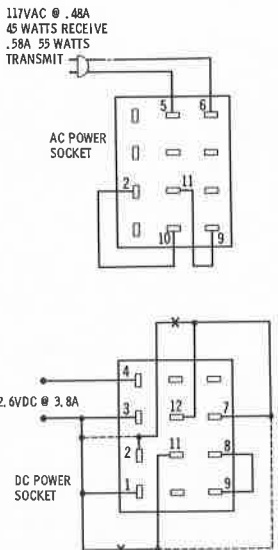 117VAC @ .48A
45 WATTS RECEIVE
.58A 55 WATTS
TRANSMIT
5 6
AC POWER
SOCKET
2 11
10 9
4
2.6VDC @ 3.8A
3 12 7
2 11 8
DC POWER
SOCKET
1 9